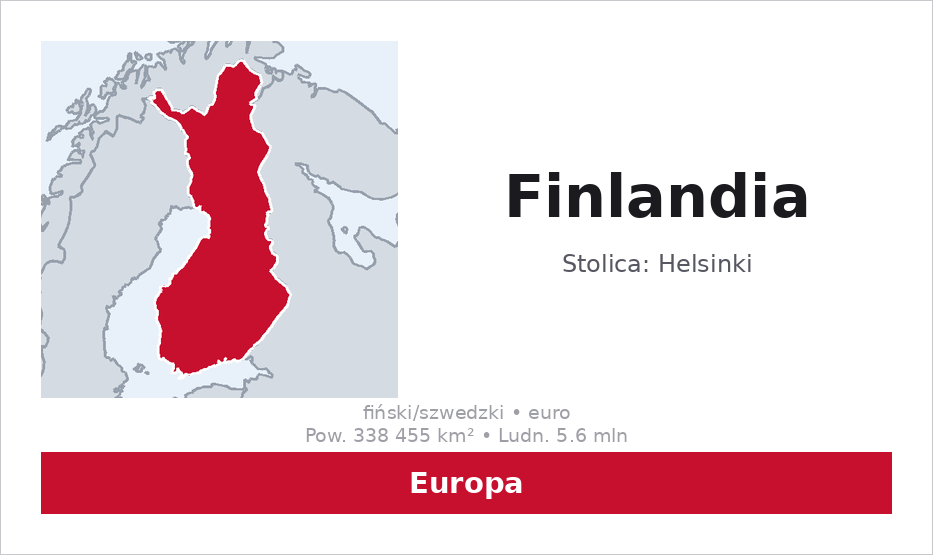 Finlandia
Stolica: Helsinki
fiński/szwedzki • euro
Pow. 338 455 km² • Ludn. 5.6 mln
Europa